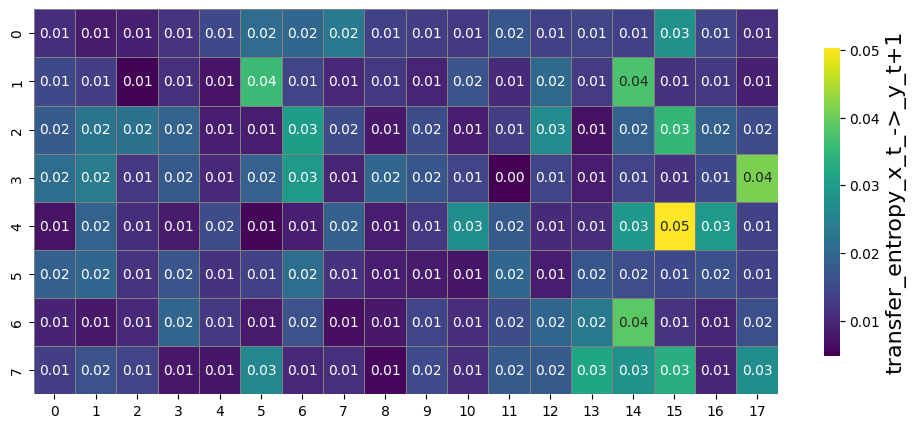 0 0.01 0.01 0.01 0.01 0.01 0.02 0.02 0.02 0.01 0.01 0.01 0.02 0.01 0.01 0.01 0.03 0.01 0.01
1 0.01 0.01 0.01 0.01 0.01 0.04 0.01 0.01 0.01 0.01 0.02 0.01 0.02 0.01 0.04 0.01 0.01 0.01
2 0.02 0.02 0.02 0.02 0.01 0.01 0.03 0.02 0.01 0.02 0.01 0.01 0.03 0.01 0.02 0.03 0.02 0.02
3 0.02 0.02 0.01 0.02 0.01 0.02 0.03 0.01 0.02 0.02 0.01 0.00 0.01 0.01 0.01 0.01 0.01 0.04
4 0.01 0.02 0.01 0.02 0.01 0.01 0.01 0.02 0.01 0.01 0.03 0.02 0.01 0.01 0.03 0.05 0.03 0.01
5 0.02 0.02 0.01 0.02 0.01 0.01 0.02 0.01 0.01 0.01 0.01 0.02 0.01 0.02 0.02 0.01 0.02 0.01
6 0.01 0.01 0.01 0.02 0.01 0.01 0.02 0.01 0.01 0.01 0.01 0.02 0.02 0.02 0.04 0.01 0.01 0.02
7 0.01 0.02 0.01 0.01 0.01 0.03 0.01 0.01 0.01 0.02 0.01 0.02 0.02 0.03 0.03 0.03 0.01 0.03
0 1 2 3 4 5 6 7 8 9 10 11 12 13 14 15 16 17
0.05
0.04
0.03
0.02
0.01
transfer_entropy_x_t_->_y_t+1